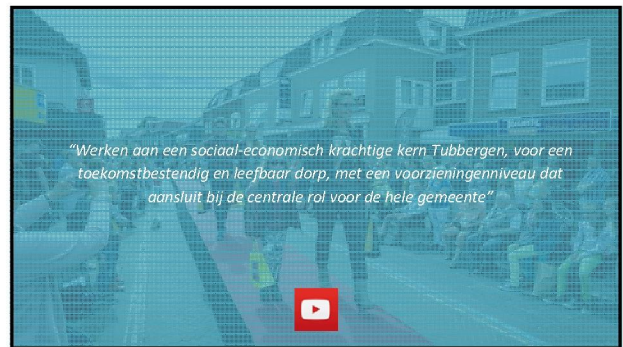 “Werken aan een sociaal-economisch krachtige kern Tubbergen, voor een
toekomstbestendig en leefbaar dorp, met een voorzieningenniveau dat
aansluit bij de centrale rol voor de hele gemeente”